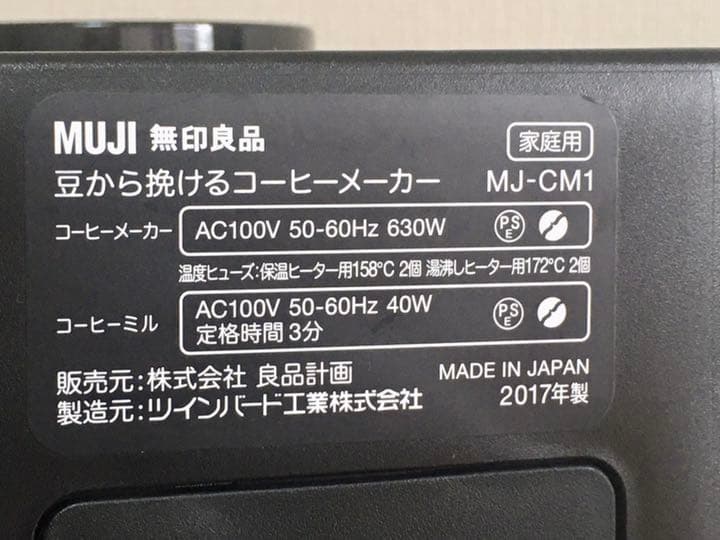 MUJI 無印良品
家庭用
豆から挽けるコーヒーメーカー MJ-CM1
コーヒーメーカー AC100V 50-60Hz 630W PSE
温度ヒューズ:保温ヒーター用158℃ 2個 湯沸しヒーター用172℃ 2個
コーヒーミル AC100V 50-60Hz 40W PSE
定格時間 3分
販売元:株式会社 良品計画 MADE IN JAPAN
製造元:ツインバード工業株式会社 2017年製